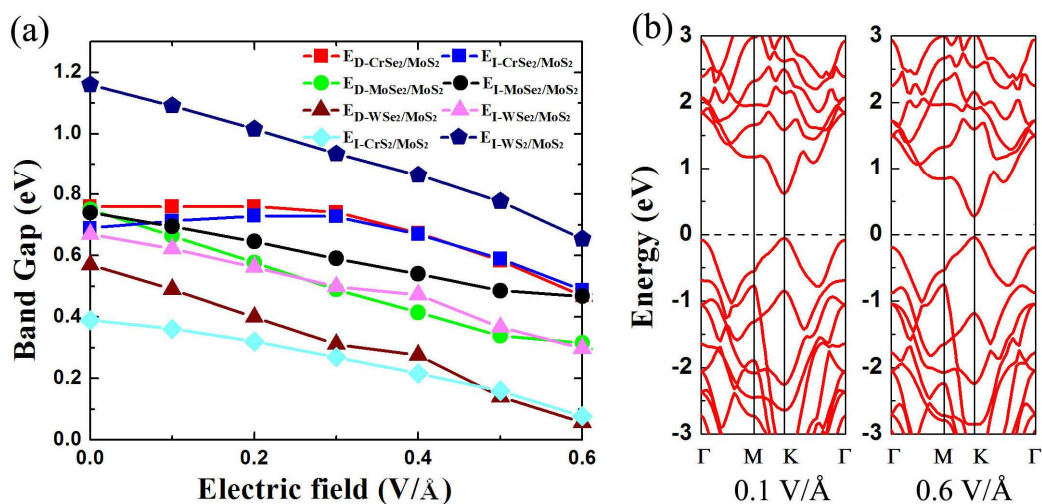 (a)
E_D-CrSe₂/MoS₂ E_I-CrSe₂/MoS₂
E_D-MoSe₂/MoS₂ E_I-MoSe₂/MoS₂
E_D-WSe₂/MoS₂ E_I-WSe₂/MoS₂
E_I-CrS₂/MoS₂ E_I-WS₂/MoS₂
1.2
1.0
0.8
0.6
0.4
0.2
0.0
Band Gap (eV)
0.0 0.2 0.4 0.6
Electric field (V/Å)
(b)
Energy (eV)
3 3
2 2
1 1
0 0
-1 -1
-2 -2
-3 -3
Γ M K Γ Γ M K Γ
0.1 V/Å 0.6 V/Å